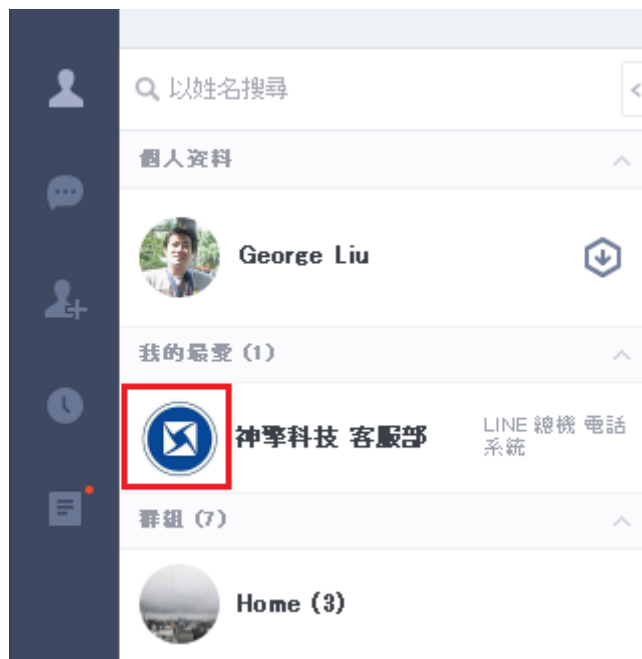 以姓名搜尋
個人資料
George Liu
我的最愛 (1)
神擎科技 客服部
LINE 總機 電話
系統
群組 (7)
Home (3)